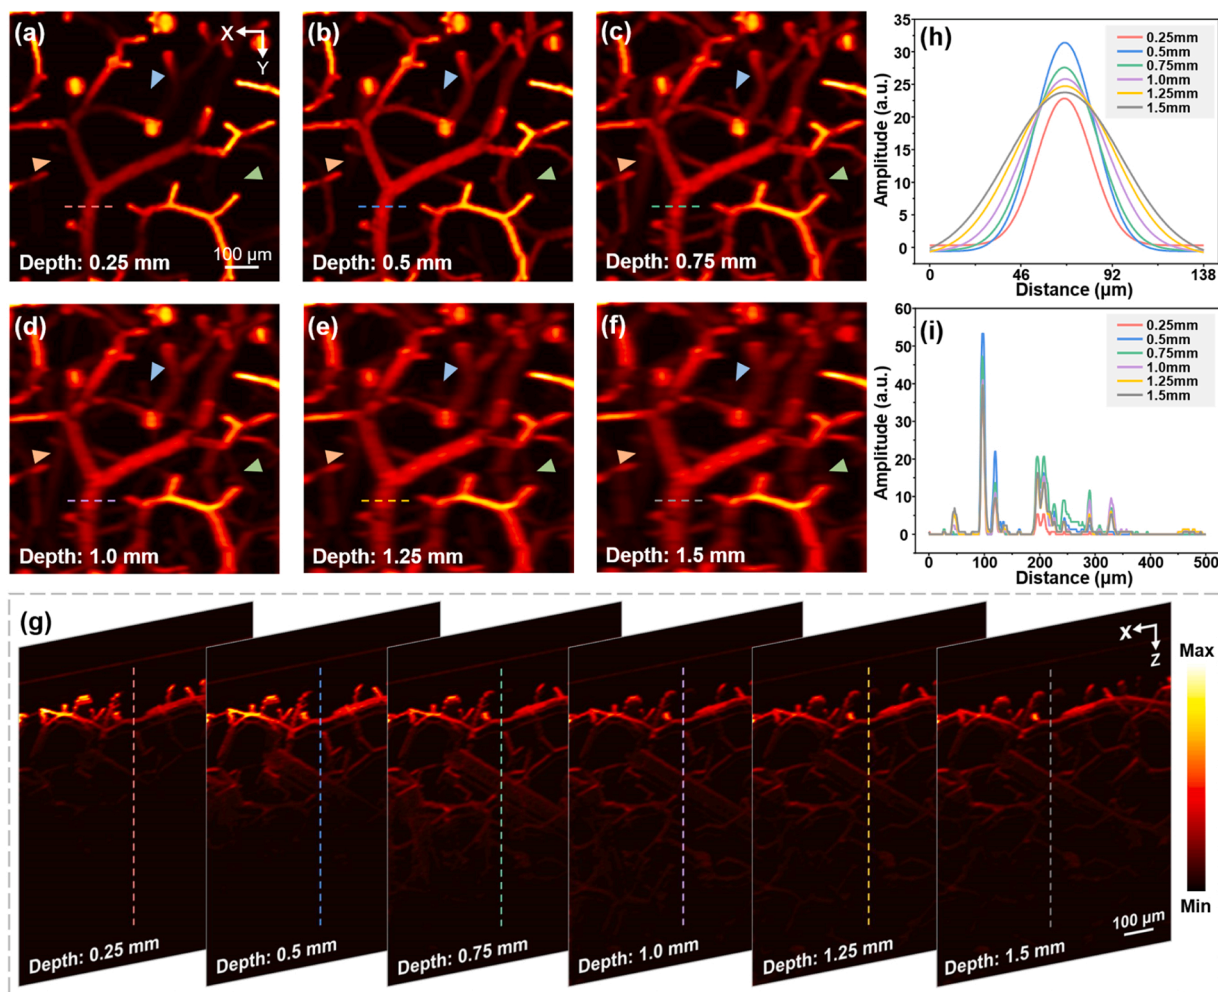 (a)
X
Y
100 µm
Depth: 0.25 mm
(b)
Depth: 0.5 mm
(c)
Depth: 0.75 mm
(h)
35
30
25
20
15
10
5
0
Amplitude (a.u.)
0.25mm
0.5mm
0.75mm
1.0mm
1.25mm
1.5mm
0 46 92 138
Distance (µm)
(d)
Depth: 1.0 mm
(e)
Depth: 1.25 mm
(f)
Depth: 1.5 mm
(i)
60
50
40
30
20
10
0
Amplitude (a.u.)
0.25mm
0.5mm
0.75mm
1.0mm
1.25mm
1.5mm
0 100 200 300 400 500
Distance (µm)
(g)
X
Z
Depth: 0.25 mm
Depth: 0.5 mm
Depth: 0.75 mm
Depth: 1.0 mm
Depth: 1.25 mm
Depth: 1.5 mm
100 µm
Max
Min